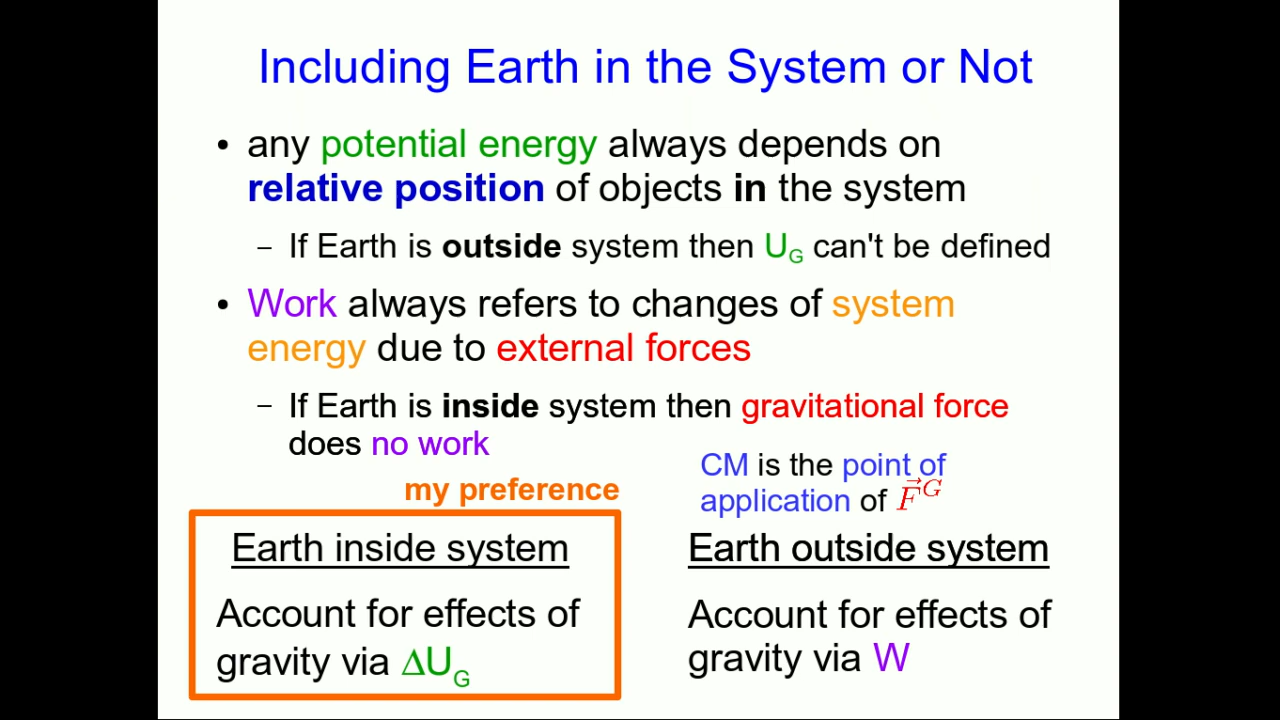 Including Earth in the System or Not
• any potential energy always depends on
relative position of objects in the system
– If Earth is outside system then U_G can't be defined
• Work always refers to changes of system
energy due to external forces
– If Earth is inside system then gravitational force
does no work
my preference
Earth inside system
Account for effects of
gravity via ΔU_G
CM is the point of
application of \vec{F}^G
Earth outside system
Account for effects of
gravity via W